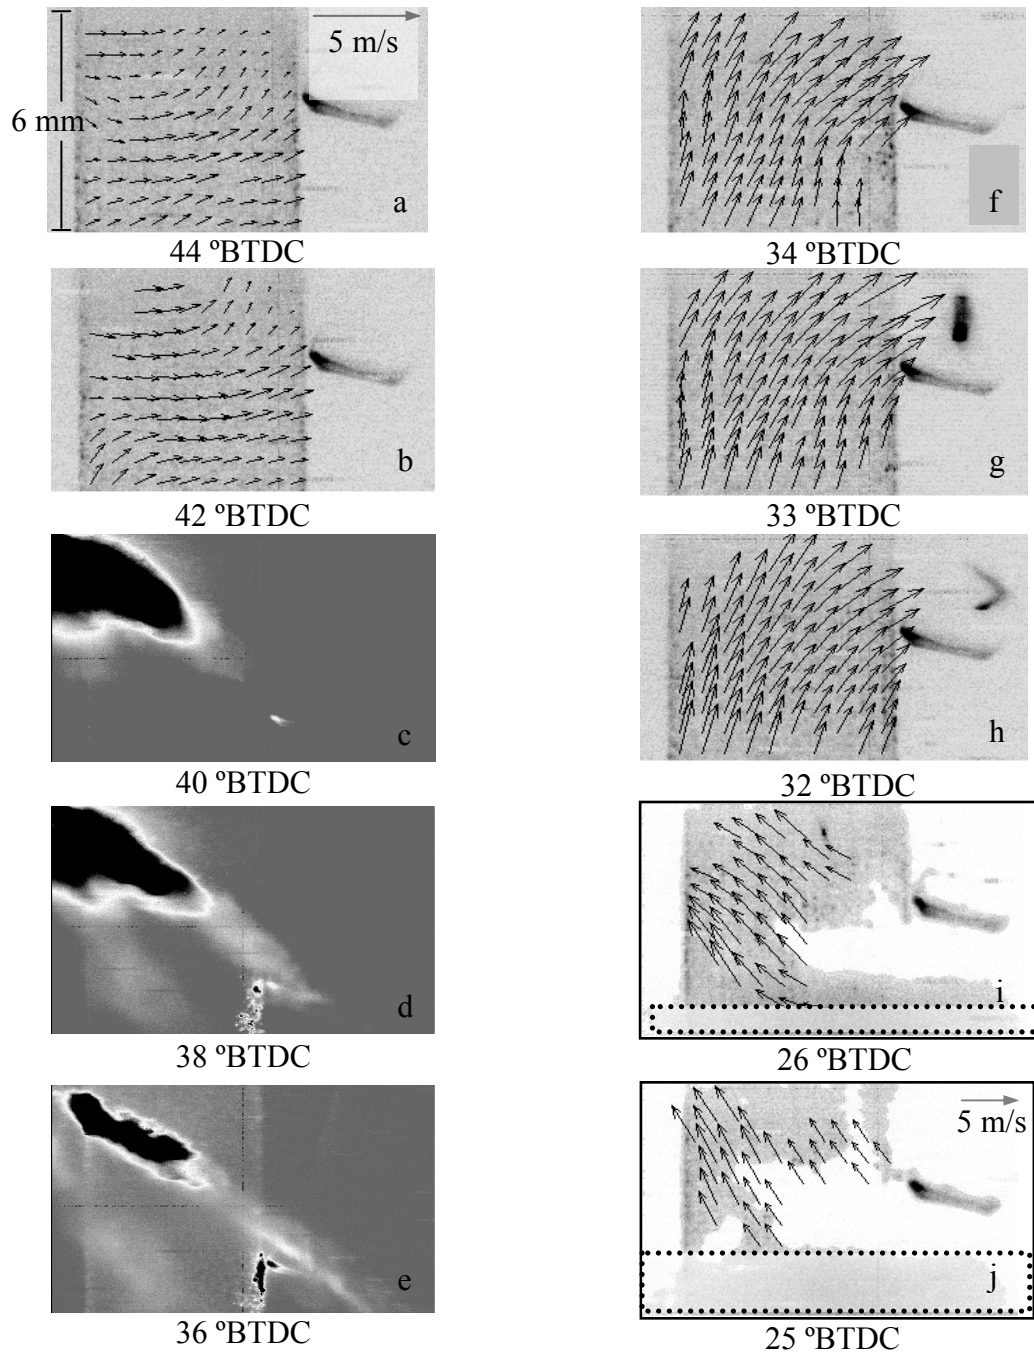 5 m/s
6 mm
a
44 ºBTDC
b
42 ºBTDC
c
40 ºBTDC
d
38 ºBTDC
e
36 ºBTDC
f
34 ºBTDC
g
33 ºBTDC
h
32 ºBTDC
i
26 ºBTDC
5 m/s
j
25 ºBTDC